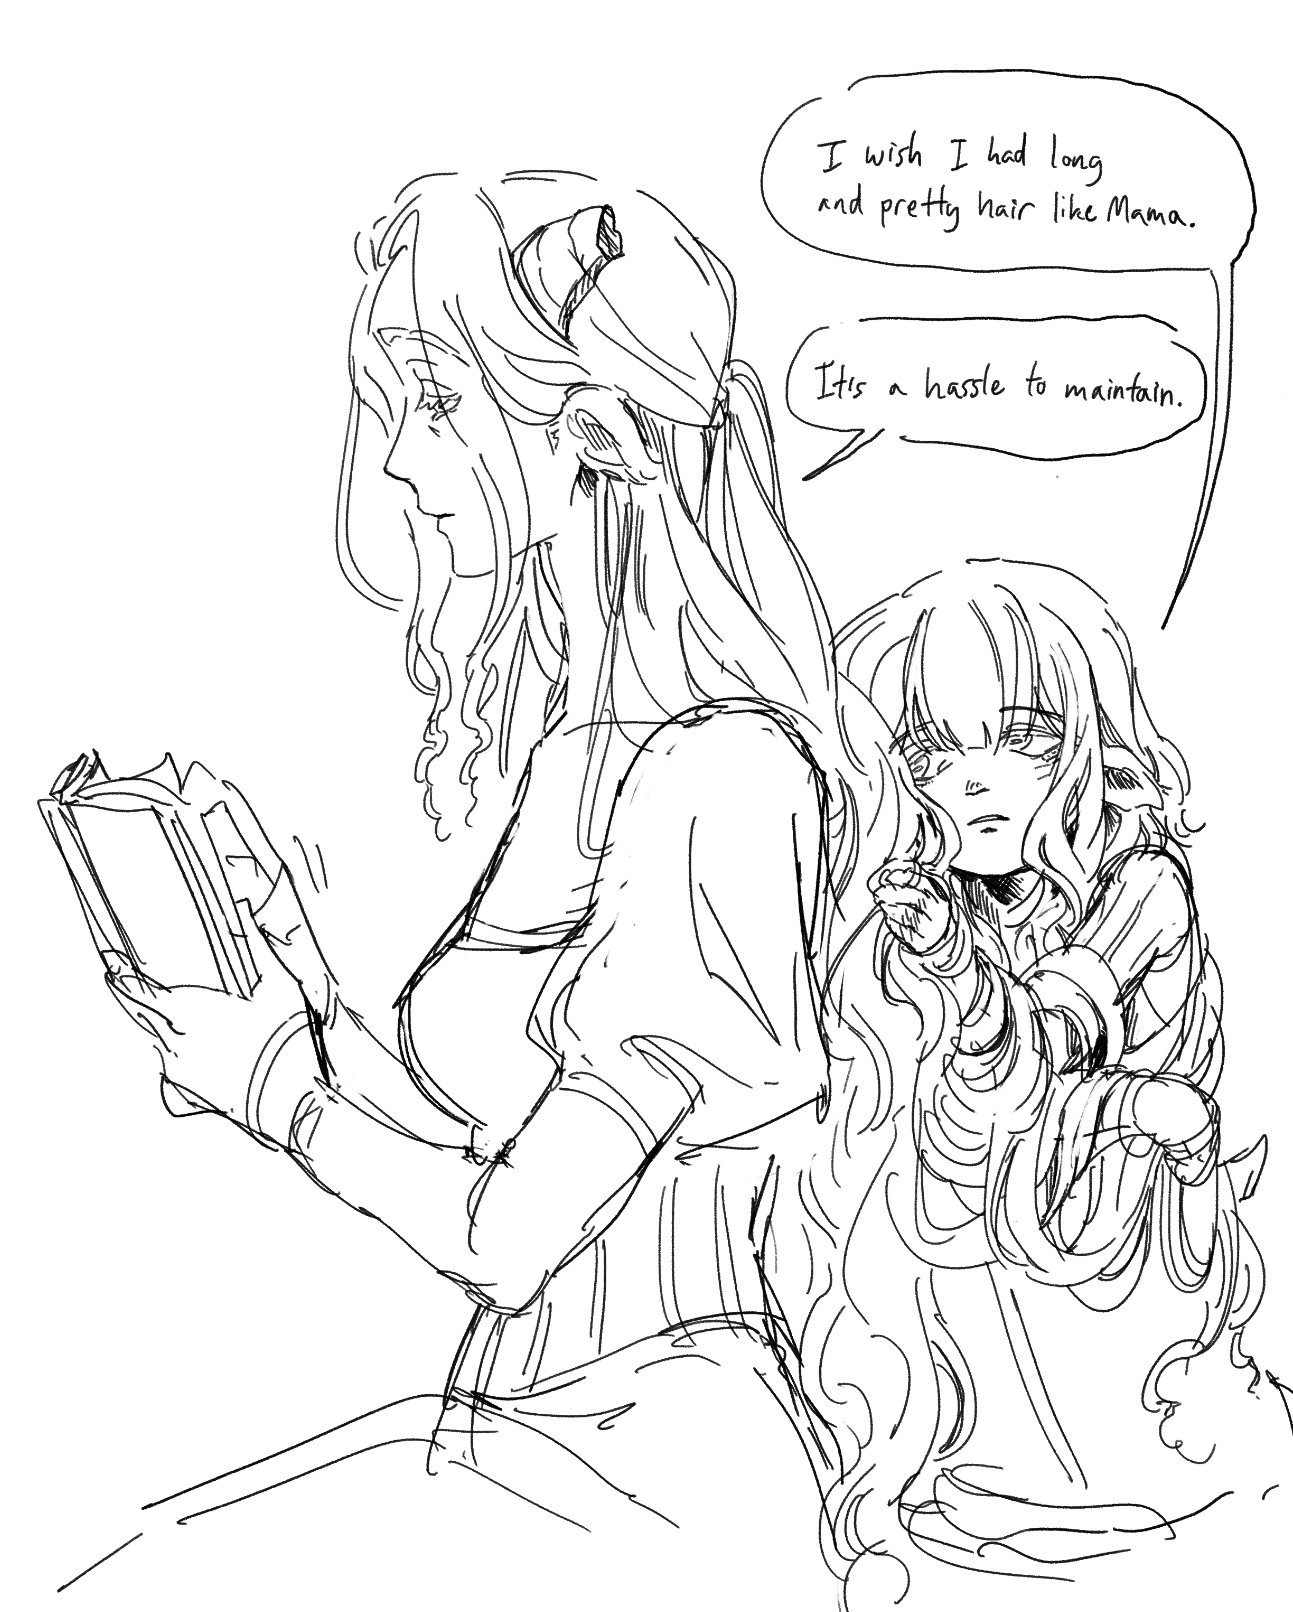 I wish I had long
and pretty hair like Mama.
It's a hassle to maintain.